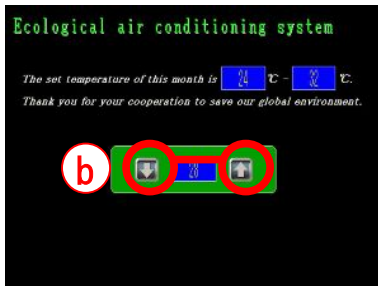 Ecological air conditioning system
The set temperature of this month is 24 ℃ - 32 ℃.
Thank you for your cooperation to save our global environment.
b 28